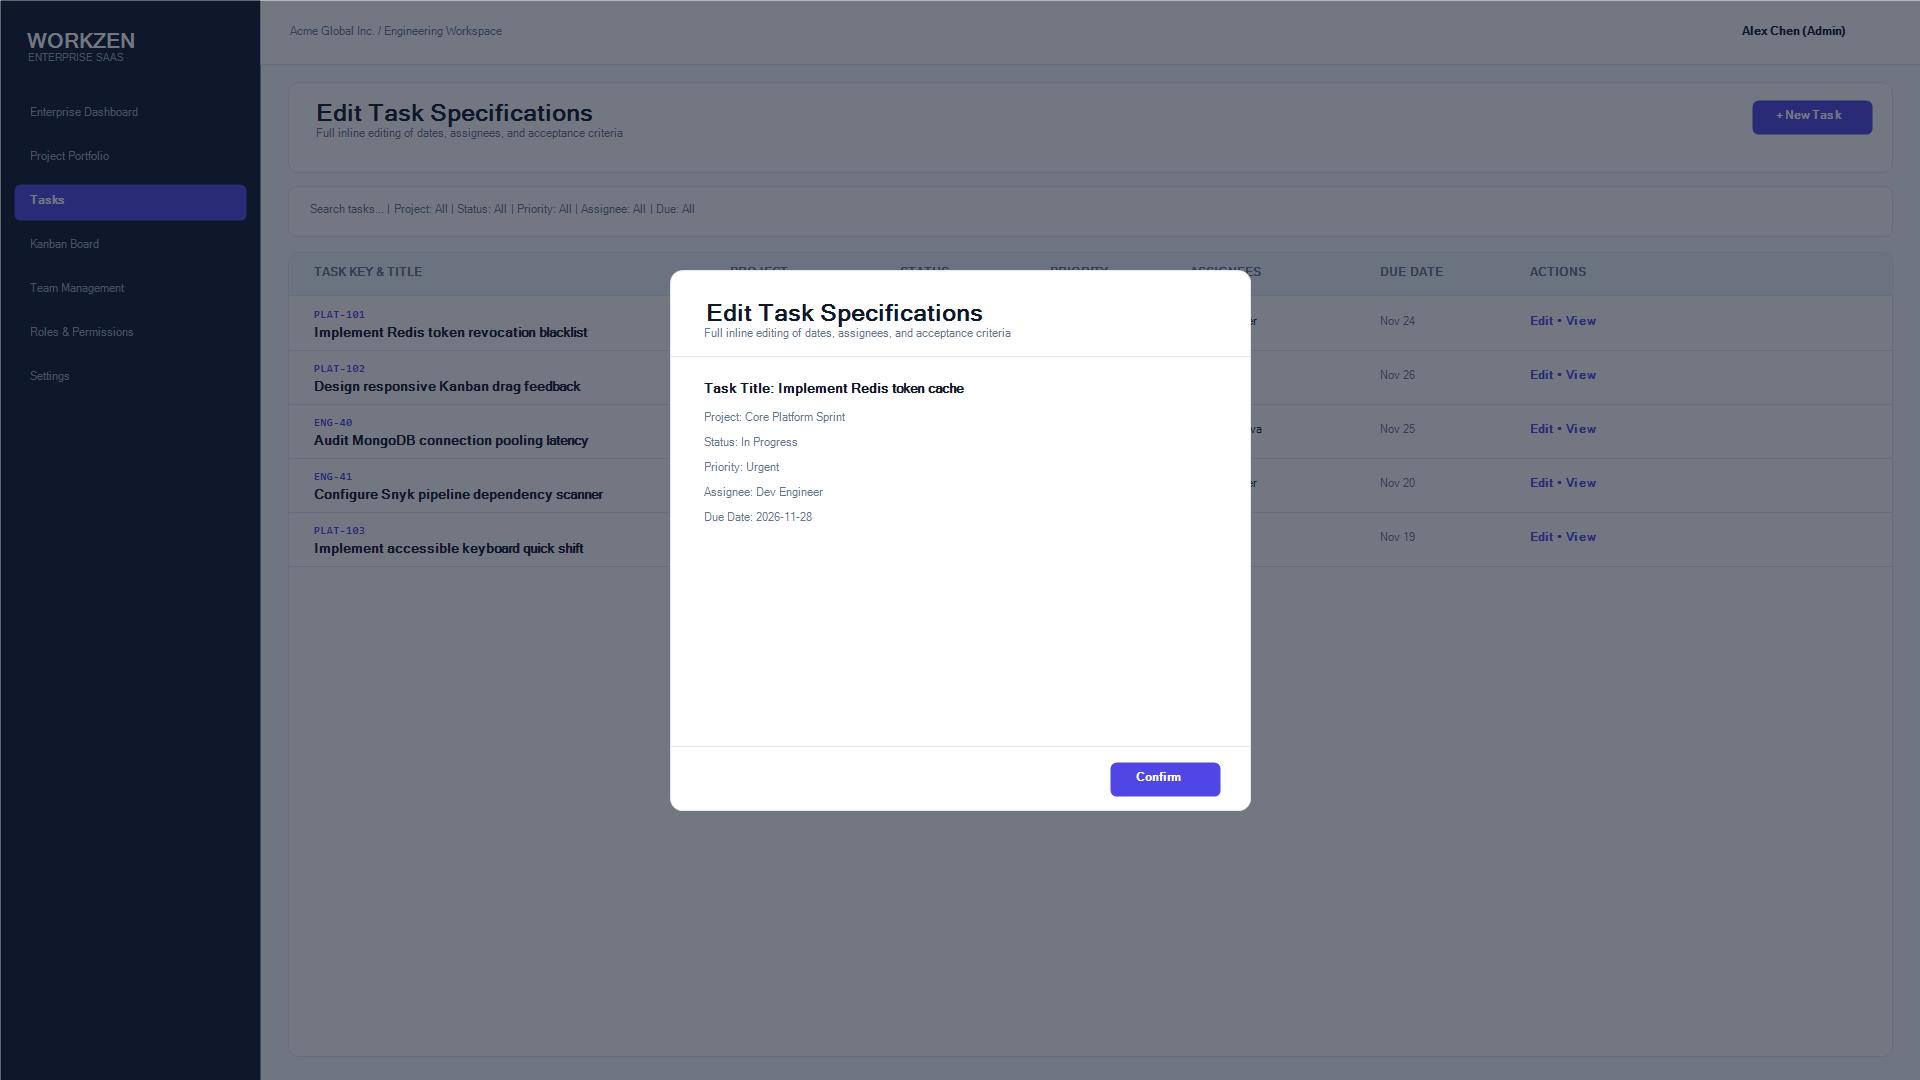 WORKZEN
ENTERPRISE SAAS
Enterprise Dashboard
Project Portfolio
Tasks
Kanban Board
Team Management
Roles & Permissions
Settings
Acme Global Inc. / Engineering Workspace
Alex Chen (Admin)
Edit Task Specifications
Full inline editing of dates, assignees, and acceptance criteria
+ New Task
Search tasks... | Project: All | Status: All | Priority: All | Assignee: All | Due: All
TASK KEY & TITLE PROJECT STATUS PRIORITY ASSIGNEES DUE DATE ACTIONS
PLAT-101
Implement Redis token revocation blacklist
er Nov 24 Edit • View
PLAT-102
Design responsive Kanban drag feedback
Nov 26 Edit • View
ENG-40
Audit MongoDB connection pooling latency
va Nov 25 Edit • View
ENG-41
Configure Snyk pipeline dependency scanner
er Nov 20 Edit • View
PLAT-103
Implement accessible keyboard quick shift
Nov 19 Edit • View
Edit Task Specifications
Full inline editing of dates, assignees, and acceptance criteria
Task Title: Implement Redis token cache
Project: Core Platform Sprint
Status: In Progress
Priority: Urgent
Assignee: Dev Engineer
Due Date: 2026-11-28
Confirm